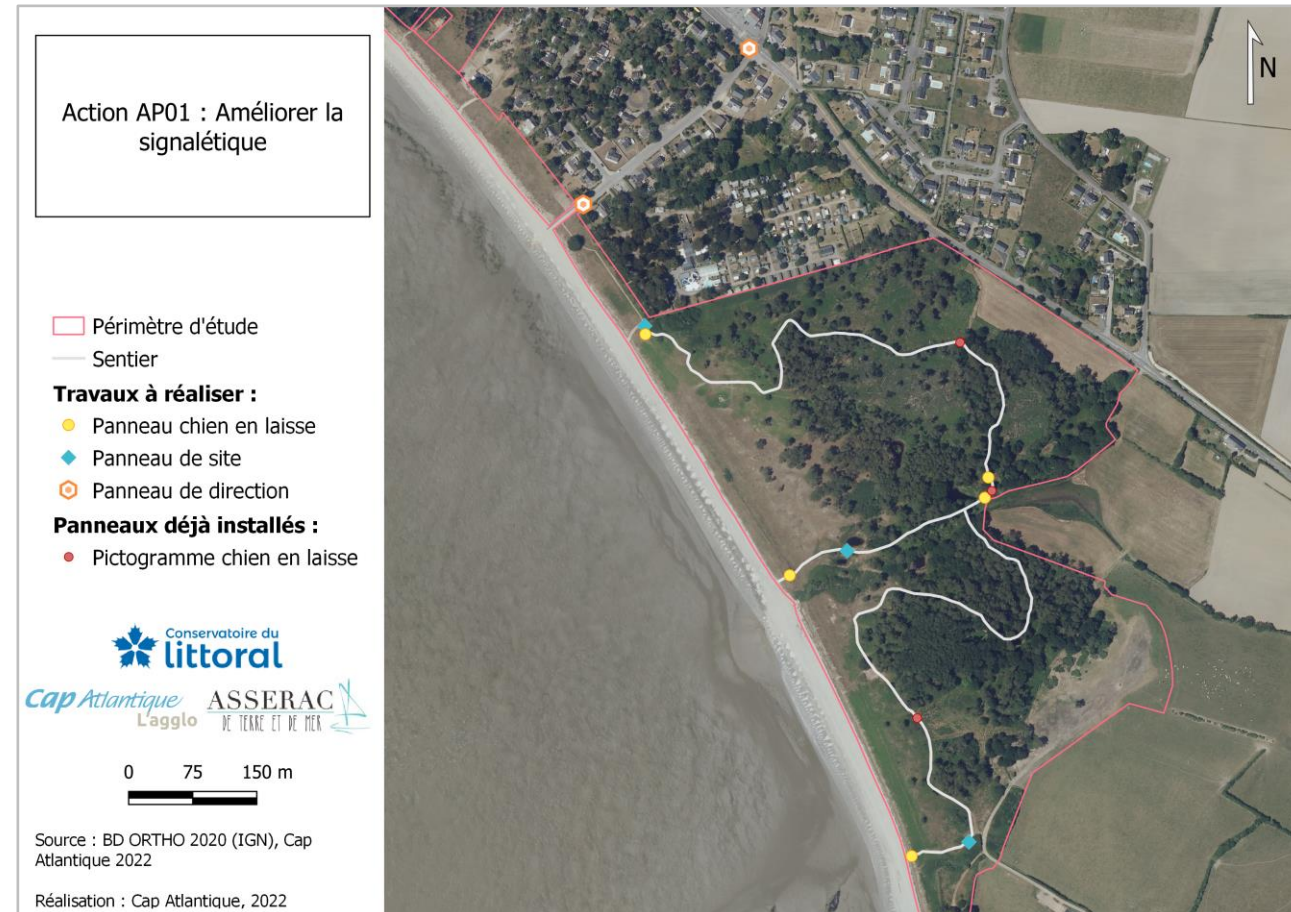 Action AP01 : Améliorer la
signalétique
N
Périmètre d'étude
Sentier
Travaux à réaliser :
Panneau chien en laisse
Panneau de site
Panneau de direction
Panneaux déjà installés :
Pictogramme chien en laisse
Conservatoire du
littoral
Cap Atlantique
L'agglo
ASSERAC
DE TERRE ET DE MER
0 75 150 m
Source : BD ORTHO 2020 (IGN), Cap
Atlantique 2022
Réalisation : Cap Atlantique, 2022